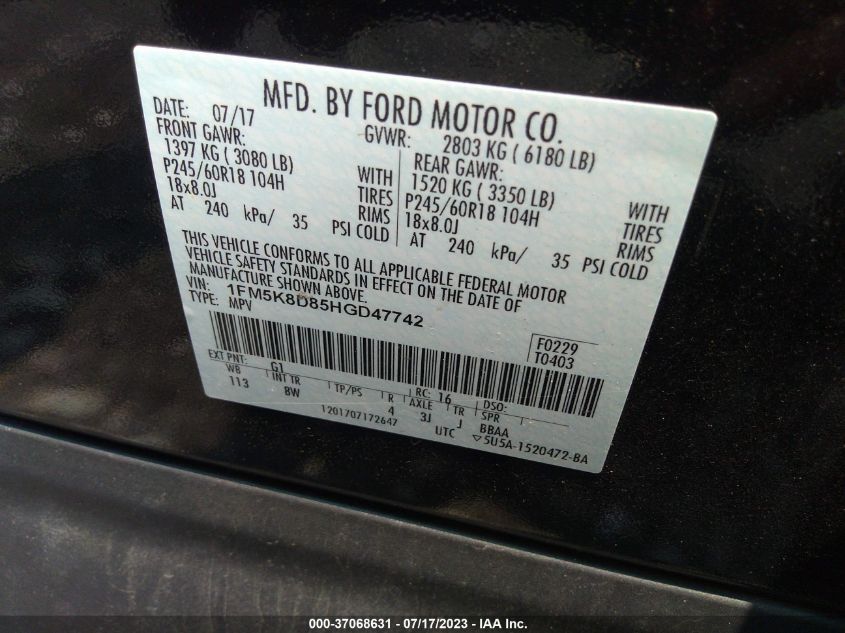 MFD. BY FORD MOTOR CO.
DATE: 07/17 GVWR: 2803 KG ( 6180 LB)
FRONT GAWR: REAR GAWR:
1397 KG ( 3080 LB) WITH 1520 KG ( 3350 LB) WITH
P245/60R18 104H TIRES P245/60R18 104H TIRES
18x8.0J RIMS 18x8.0J RIMS
AT 240 kPa/ 35 PSI COLD AT 240 kPa/ 35 PSI COLD
THIS VEHICLE CONFORMS TO ALL APPLICABLE FEDERAL MOTOR
VEHICLE SAFETY STANDARDS IN EFFECT ON THE DATE OF
MANUFACTURE SHOWN ABOVE.
VIN: 1FM5K8D85HGD47742
TYPE: MPV
F0229
T0403
EXT PNT: G1 RC: 16 DSO:
WB INT TR TP/PS R AXLE TR SPR
113 8W 4 3J J BBAA
1201707172647 UTC ▽5U5A-1520472-BA
000-37068631 - 07/17/2023 - IAA Inc.